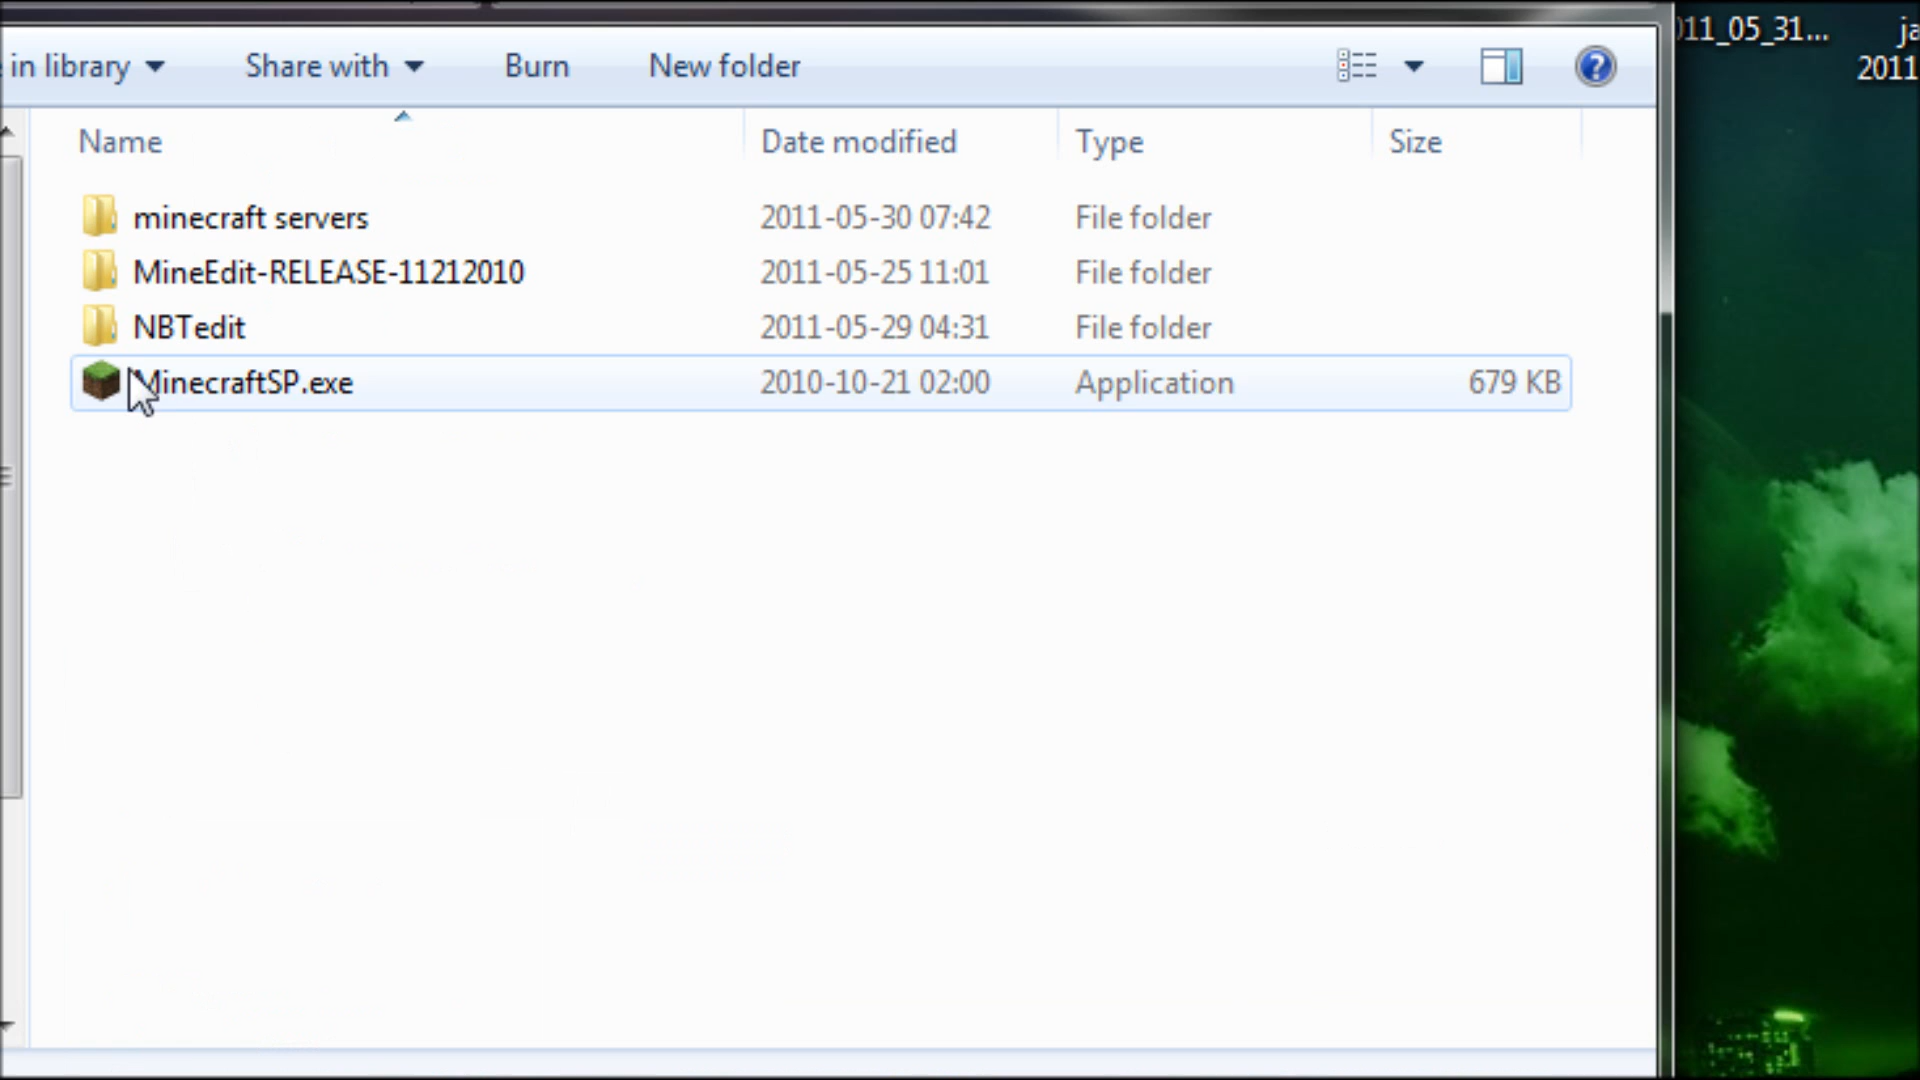 in library Share with Burn New folder
Name Date modified Type Size
minecraft servers 2011-05-30 07:42 File folder
MineEdit-RELEASE-11212010 2011-05-25 11:01 File folder
NBTedit 2011-05-29 04:31 File folder
MinecraftSP.exe 2010-10-21 02:00 Application 679 KB
011_05_31... ja
2011